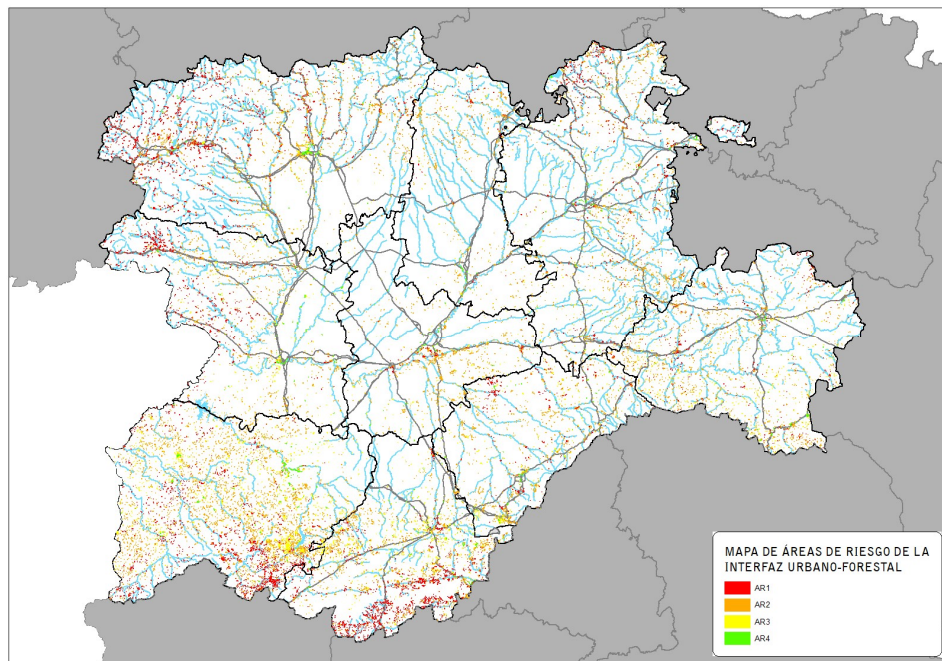 MAPA DE ÁREAS DE RIESGO DE LA
INTERFAZ URBANO-FORESTAL
AR1
AR2
AR3
AR4